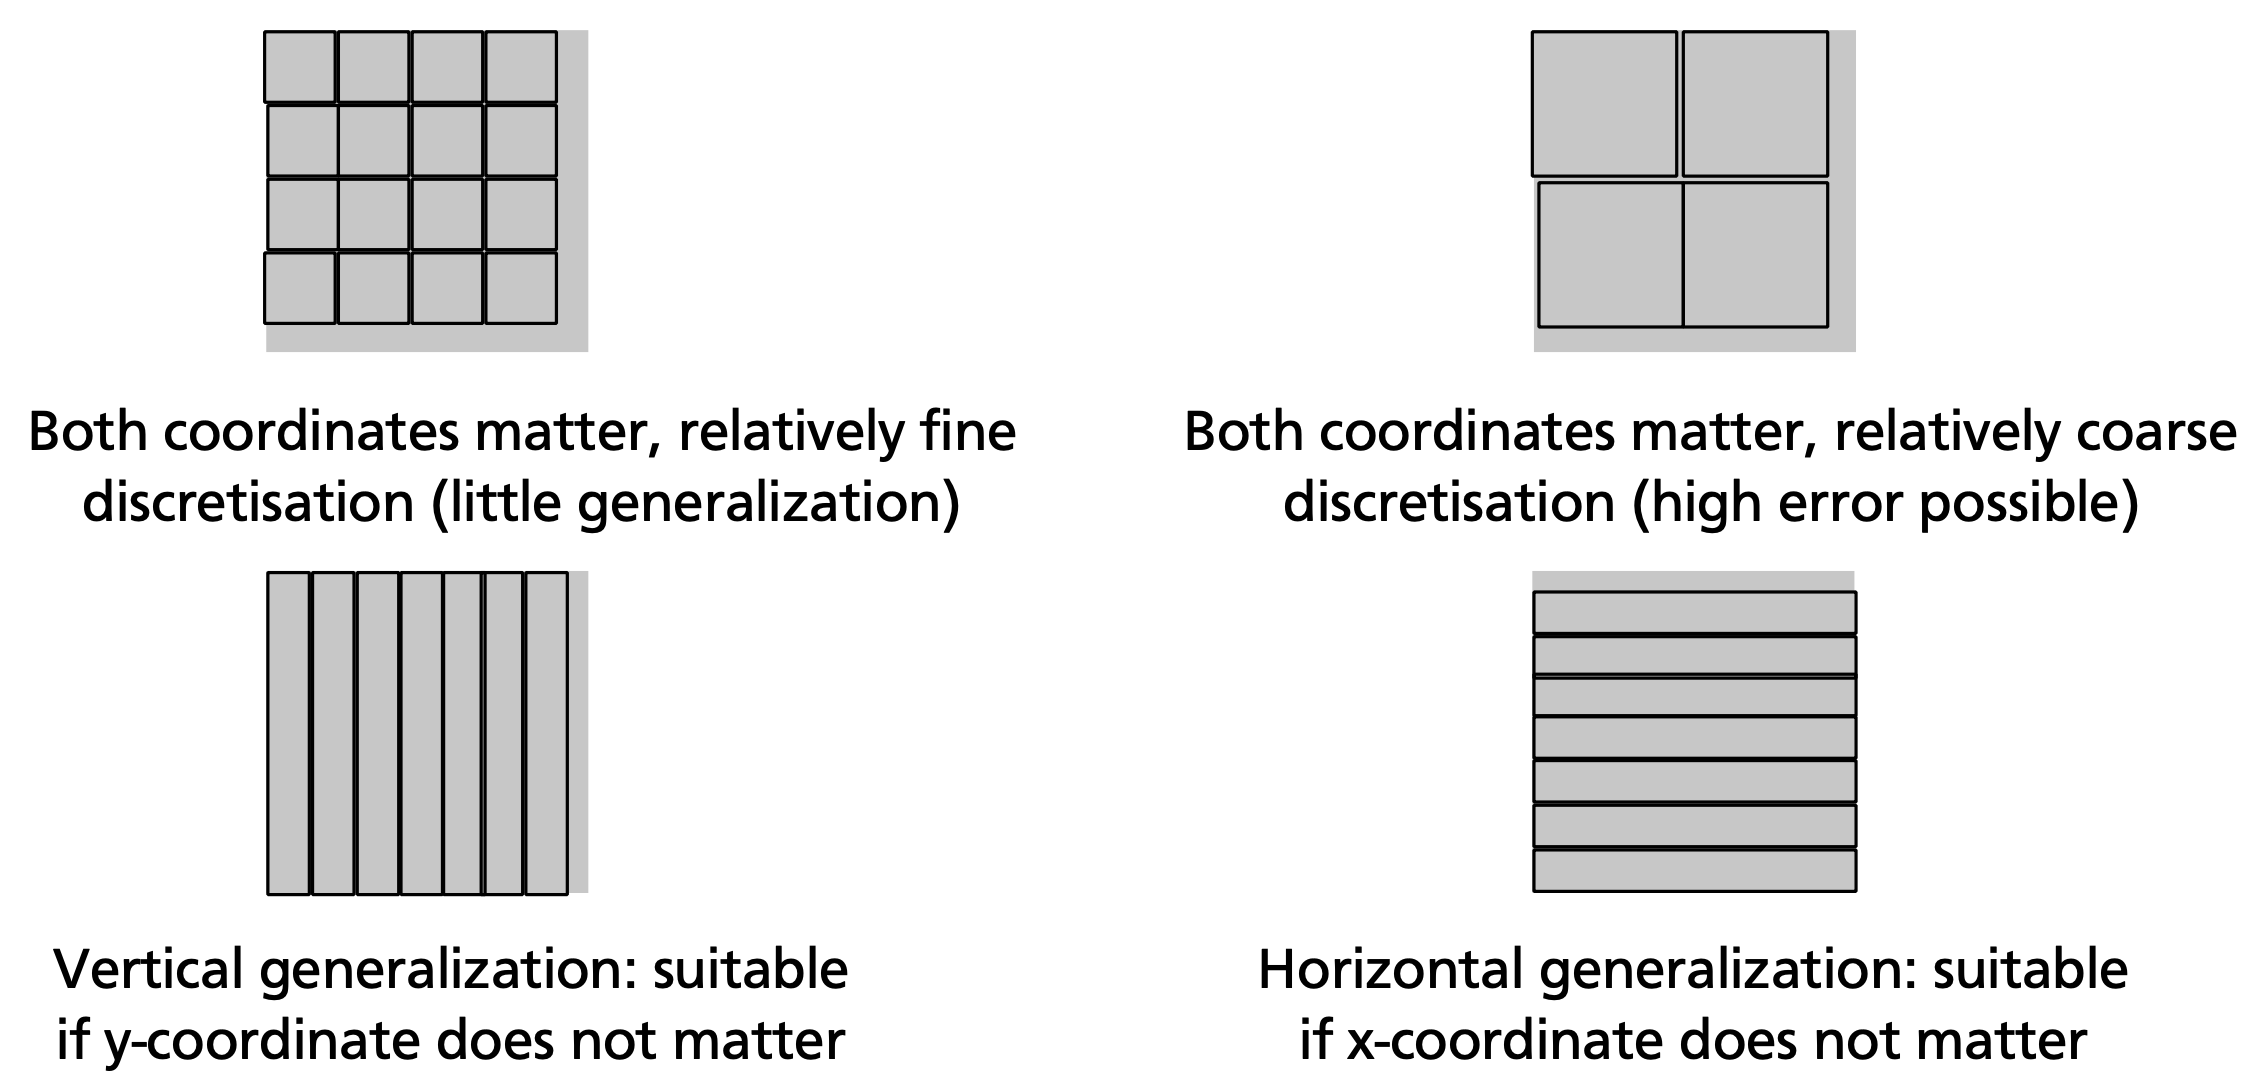 Both coordinates matter, relatively fine
discretisation (little generalization)
Both coordinates matter, relatively coarse
discretisation (high error possible)
Vertical generalization: suitable
if y-coordinate does not matter
Horizontal generalization: suitable
if x-coordinate does not matter